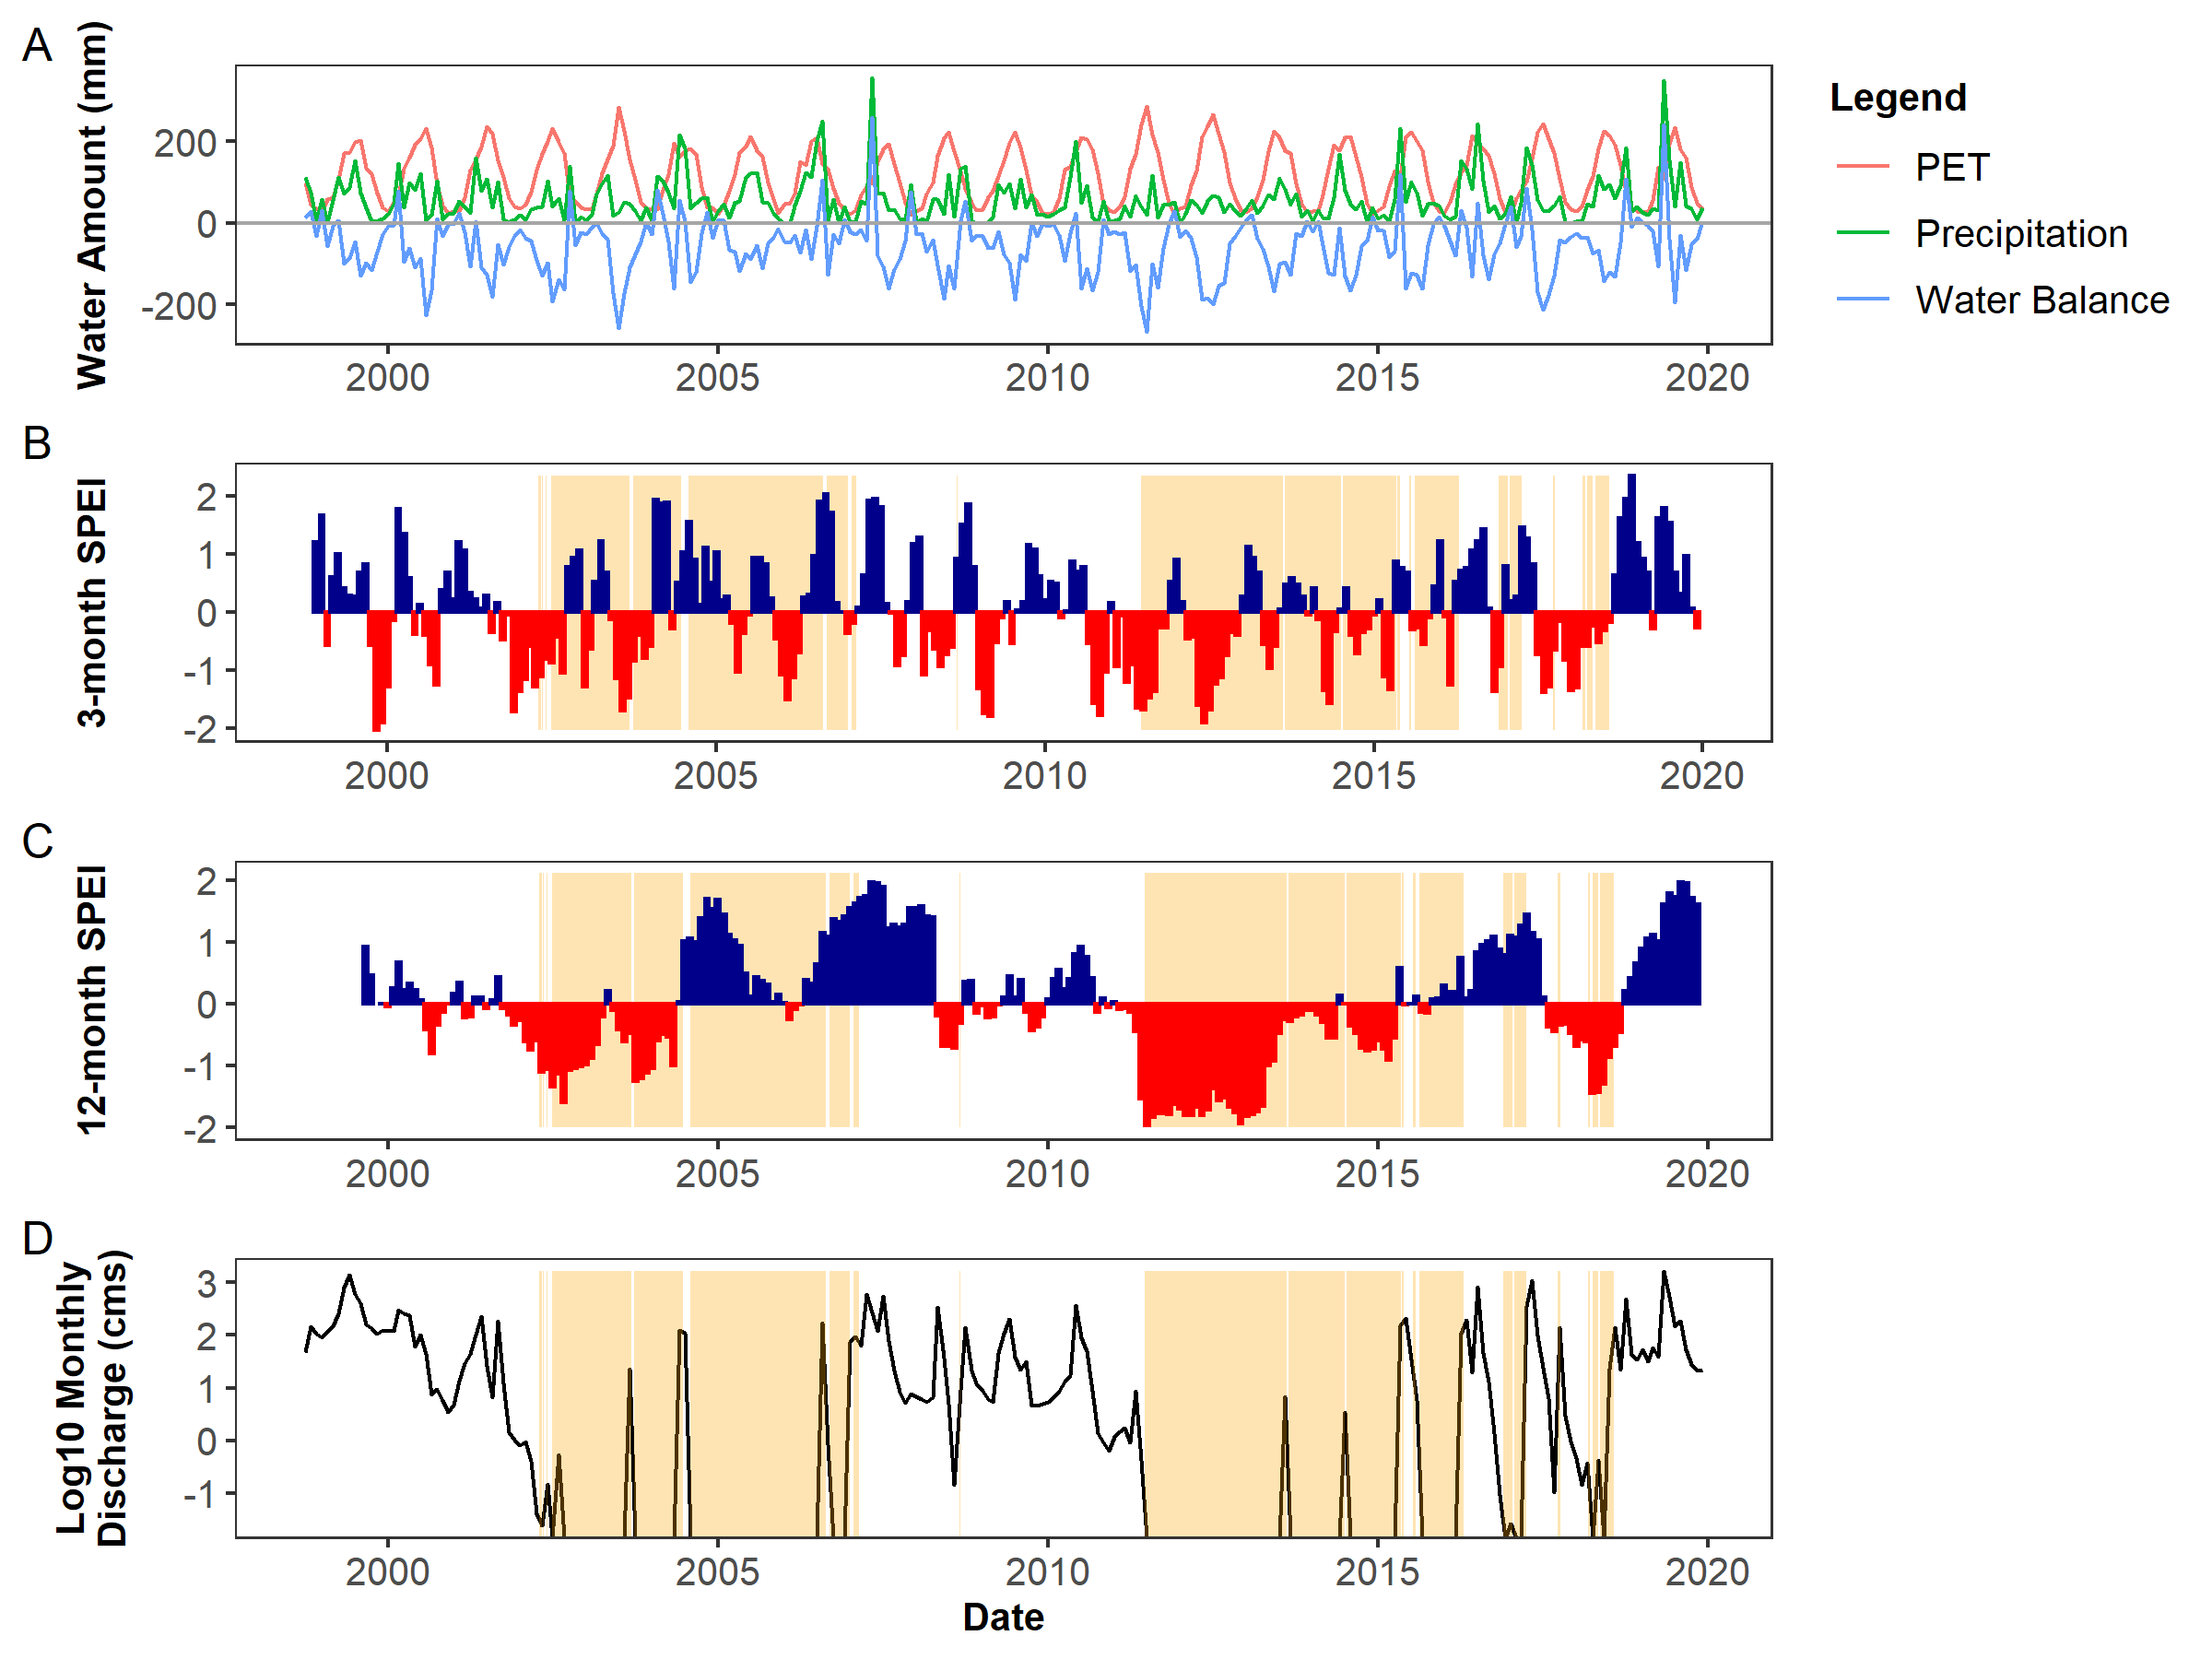 A
Water Amount (mm)
200
0
-200
2000 2005 2010 2015 2020
Legend
PET
Precipitation
Water Balance
B
3-month SPEI
2
1
0
-1
-2
2000 2005 2010 2015 2020
C
12-month SPEI
2
1
0
-1
-2
2000 2005 2010 2015 2020
D
Log10 Monthly
Discharge (cms)
3
2
1
0
-1
2000 2005 2010 2015 2020
Date